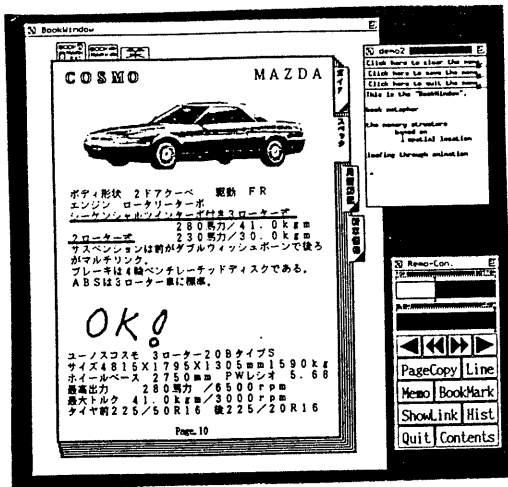 BookWindow
COSMO MAZDA
ガイド
スペック
ボディ形状 2ドアクーペ 駆動 FR
エンジン ロータリーターボ
シーケンシャルツインターボ付き3ローター式
280馬力/41.0kgm
2ローター式 230馬力/30.0kgm
サスペンションは前がダブルウィッシュボーンで後ろ
がマルチリンク。
ブレーキは4輪ベンチレーテッドディスクである。
ABSは3ローター車に標準。
OK!
ユーノスコスモ 3ローター20BタイプS
サイズ4815X1795X1305mm1590kg
ホイールベース 2750mm PWレシオ 5.68
最高出力 280馬力 /6500rpm
最大トルク 41.0kgm/3000rpm
タイヤ前225/50R16 後225/20R16
Page.10
demo2
Click here to clear the menu
Click here to save the menu
Click here to quit the menu
This is the "BookWindow".
book metaphor
the memory structure
based on
spatial location
leafing through animation
Remo-Con.
PageCopy Line
Memo BookMark
ShowLink Hist
Quit Contents